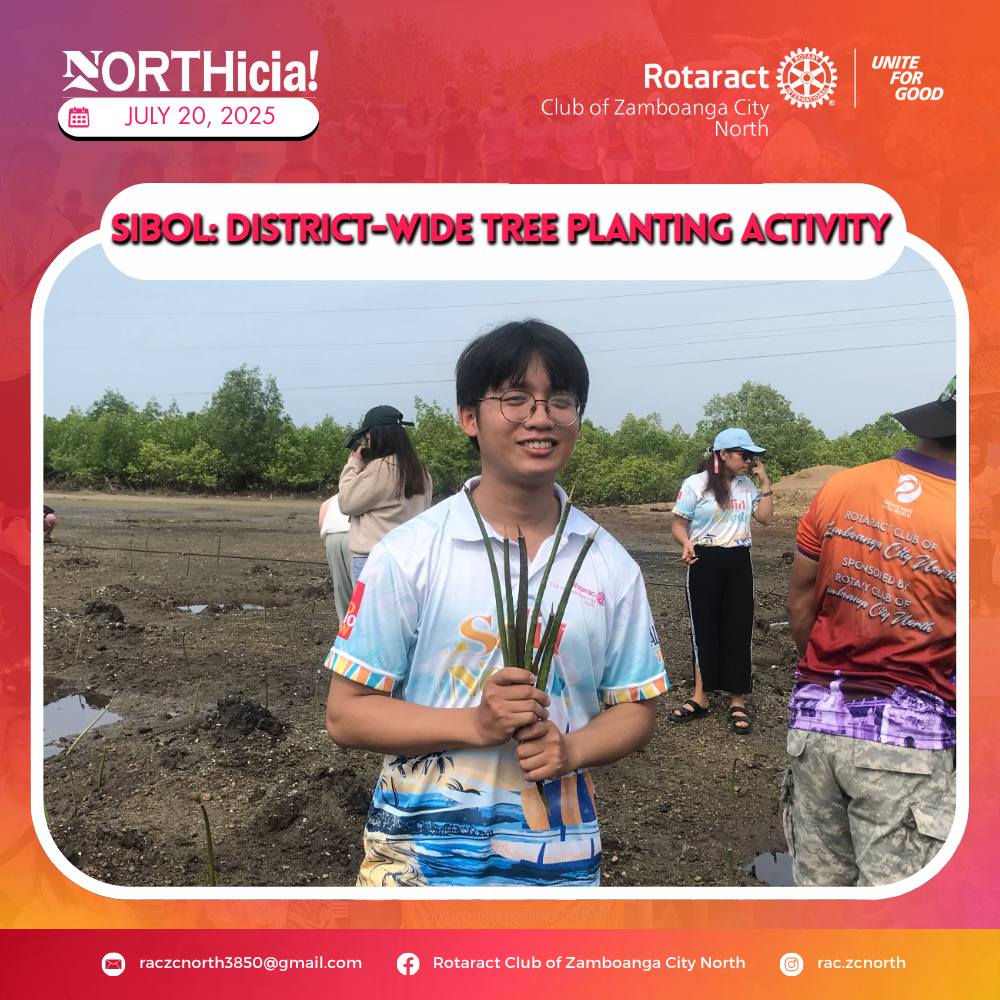 NORTHicia!
JULY 20, 2025
Rotaract
Club of Zamboanga City
North
UNITE
FOR
GOOD
SIBOL: DISTRICT-WIDE TREE PLANTING ACTIVITY
Rotaract
North
ROTARACT CLUB OF
Zamboanga City North
SPONSORED BY
ROTARY CLUB OF
Zamboanga City North
raczcnorth3850@gmail.com
Rotaract Club of Zamboanga City North
rac.zcnorth